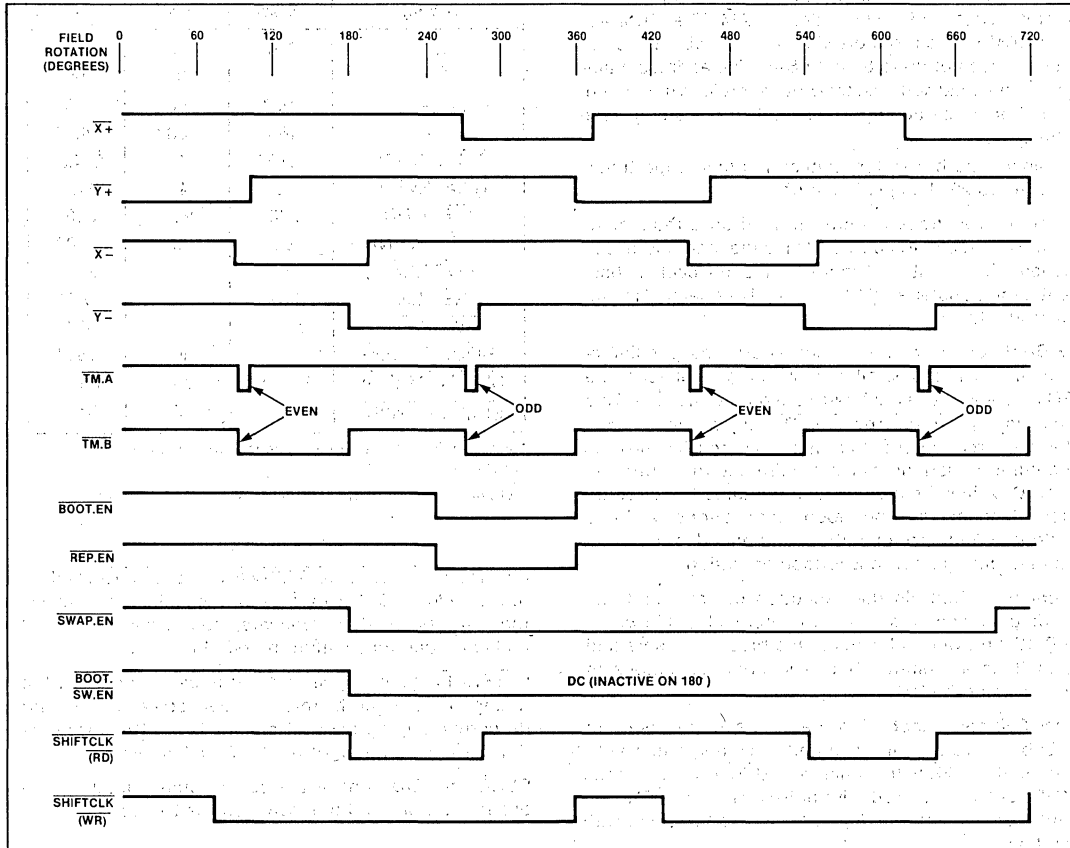 FIELD
ROTATION
(DEGREES)
0 60 120 180 240 300 360 420 480 540 600 660 720
X+
Y+
X−
Y−
TM.A
EVEN ODD EVEN ODD
TM.B
BOOT.EN
REP.EN
SWAP.EN
BOOT.
SW.EN
DC (INACTIVE ON 180 )
SHIFTCLK
(RD)
SHIFTCLK
(WR)